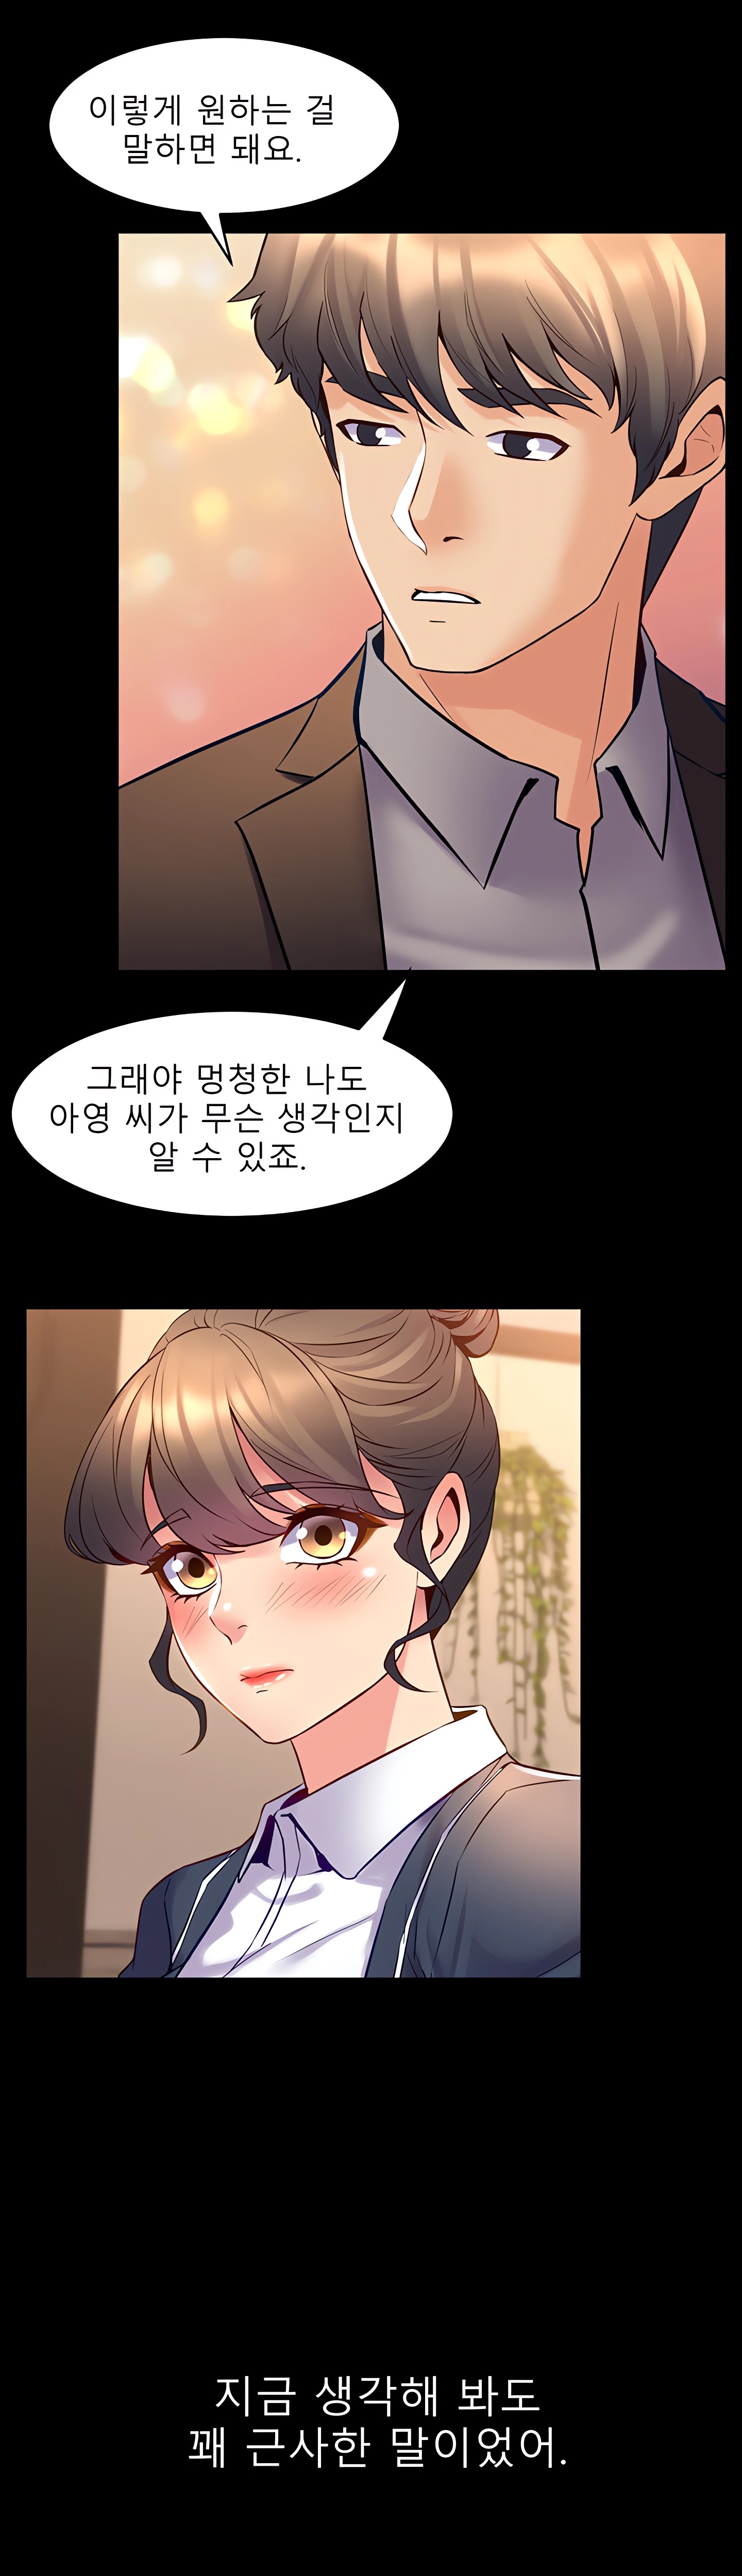 이렇게 원하는 걸
말하면 돼요.
그래야 멍청한 나도
아영 씨가 무슨 생각인지
알 수 있죠.
지금 생각해 봐도
꽤 근사한 말이었어.